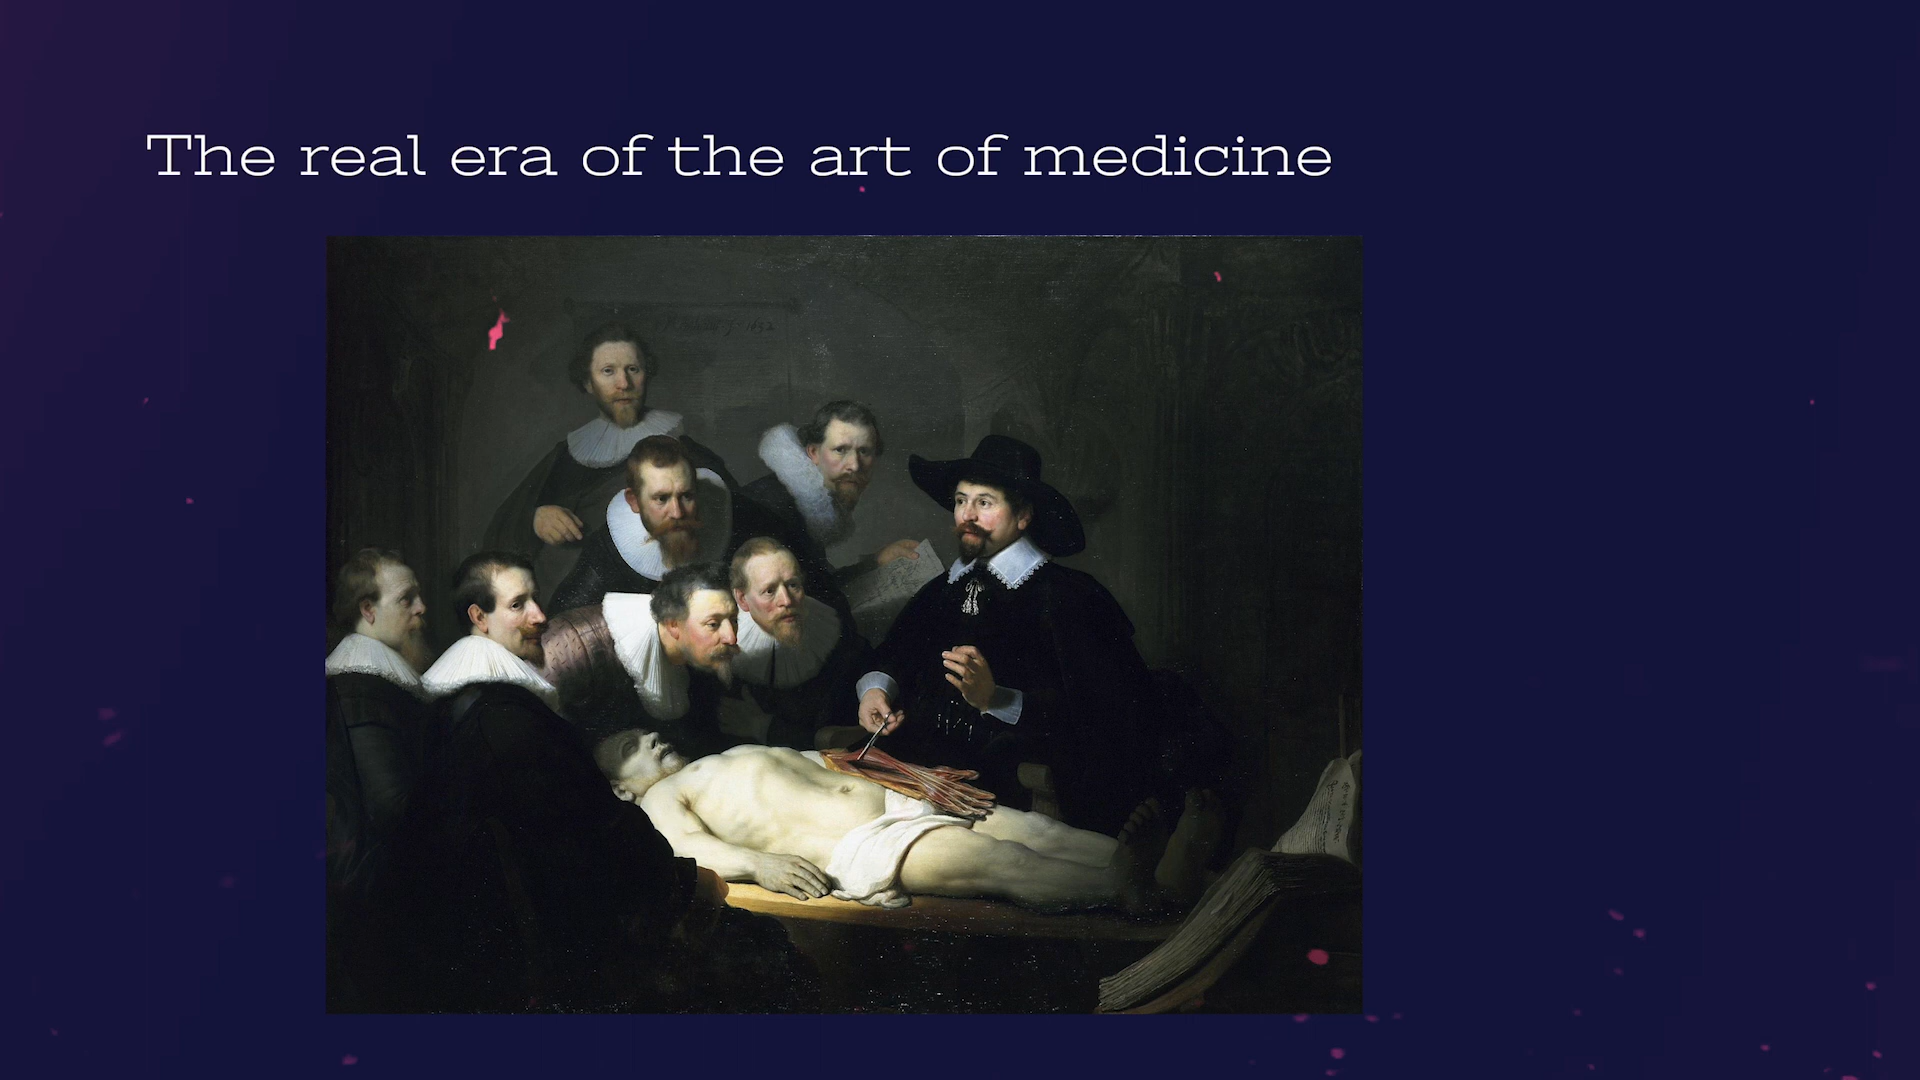 The real era of the art of medicine